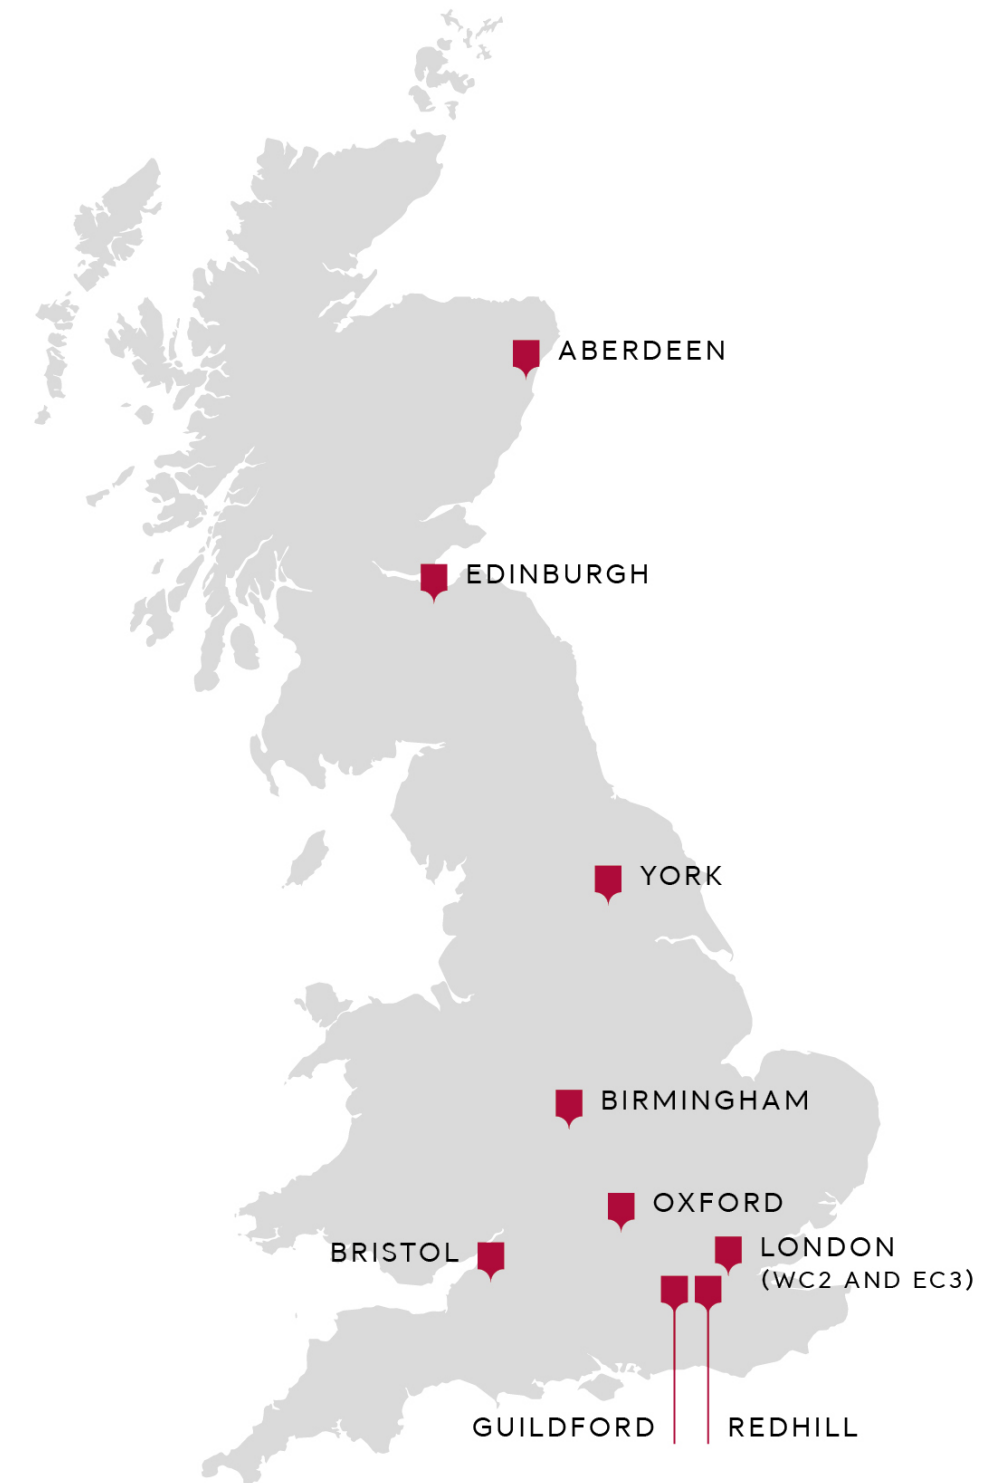 ABERDEEN
EDINBURGH
YORK
BIRMINGHAM
OXFORD
BRISTOL
LONDON
(WC2 AND EC3)
GUILDFORD
REDHILL